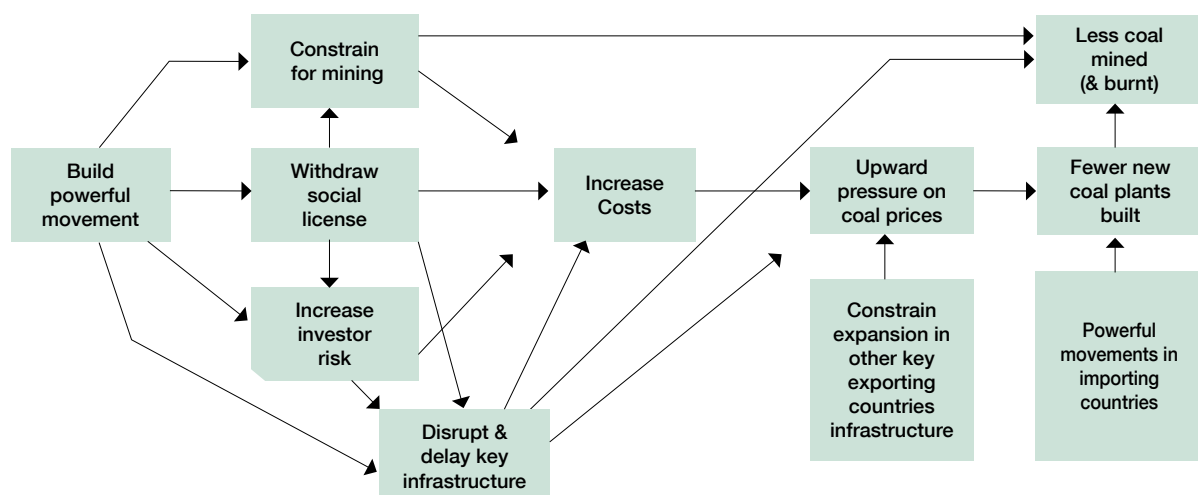 Constrain
for mining
Less coal
mined
(& burnt)
Build
powerful
movement
Withdraw
social
license
Increase
Costs
Upward
pressure on
coal prices
Fewer new
coal plants
built
Increase
investor
risk
Constrain
expansion in
other key
exporting
countries
infrastructure
Powerful
movements in
importing
countries
Disrupt &
delay key
infrastructure